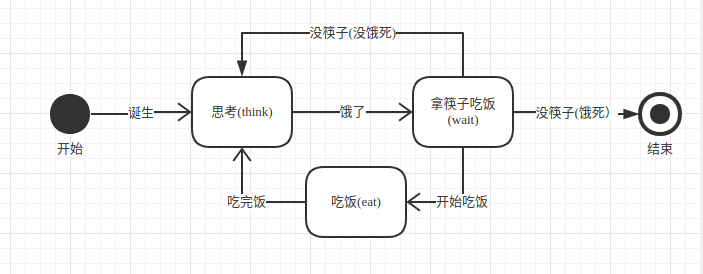 没筷子(没饿死)
诞生
思考(think)
饿了
拿筷子吃饭
(wait)
没筷子(饿死）
开始
结束
吃完饭
吃饭(eat)
开始吃饭